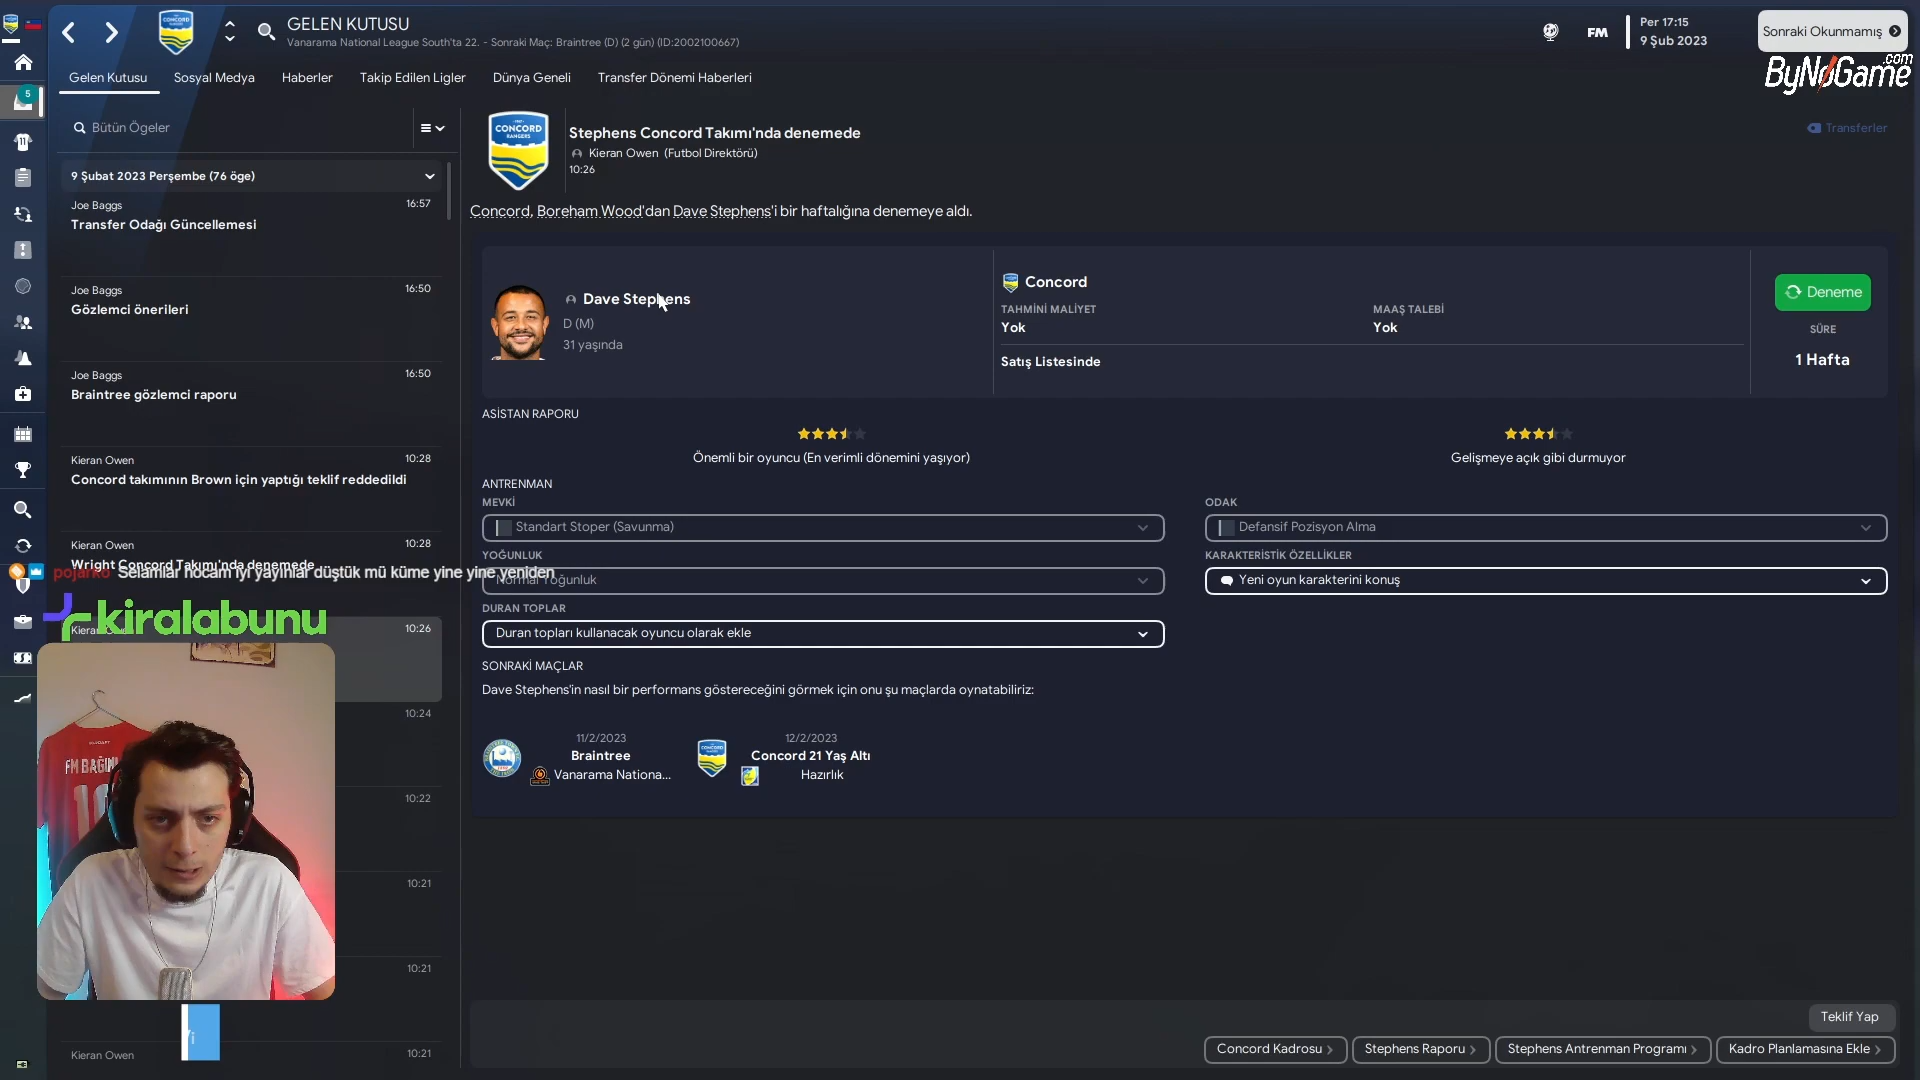 GELEN KUTUSU
Vanarama National League South'ta 22. - Sonraki Maç: Braintree (D) (2 gün) (ID:2002100667)
FM
Per 17:15
9 Şub 2023
Sonraki Okunmamış
ByNoGame.com
Gelen Kutusu
Sosyal Medya
Haberler
Takip Edilen Ligler
Dünya Geneli
Transfer Dönemi Haberleri
5
11
Bütün Ögeler
9 Şubat 2023 Perşembe (76 öge)
Joe Baggs 16:57
Transfer Odağı Güncellemesi
Joe Baggs 16:50
Gözlemci önerileri
Joe Baggs 16:50
Braintree gözlemci raporu
Kieran Owen 10:28
Concord takımının Brown için yaptığı teklif reddedildi
Kieran Owen 10:28
Wright Concord Takımı'nda denemede
pojarko Selamlar hocam iyi yayınlar düştük mü küme yine yine yeniden
kiralabunu
10:26
10:24
10:22
10:21
10:21
Kieran Owen 10:21
FM BAĞIM
CONCORD
RANGERS
Stephens Concord Takımı'nda denemede
Kieran Owen (Futbol Direktörü)
10:26
Transferler
Concord, Boreham Wood'dan Dave Stephens'i bir haftalığına denemeye aldı.
Dave Stephens
D (M)
31 yaşında
Concord
TAHMİNİ MALİYET
Yok
MAAŞ TALEBİ
Yok
Satış Listesinde
Deneme
SÜRE
1 Hafta
ASİSTAN RAPORU
Önemli bir oyuncu (En verimli dönemini yaşıyor)
Gelişmeye açık gibi durmuyor
ANTRENMAN
MEVKİ
Standart Stoper (Savunma)
ODAK
Defansif Pozisyon Alma
YOĞUNLUK
Normal Yoğunluk
KARAKTERİSTİK ÖZELLİKLER
Yeni oyun karakterini konuş
DURAN TOPLAR
Duran topları kullanacak oyuncu olarak ekle
SONRAKİ MAÇLAR
Dave Stephens'in nasıl bir performans göstereceğini görmek için onu şu maçlarda oynatabiliriz:
11/2/2023
Braintree
Vanarama Nationa...
12/2/2023
Concord 21 Yaş Altı
Hazırlık
Teklif Yap
Concord Kadrosu
Stephens Raporu
Stephens Antrenman Programı
Kadro Planlamasına Ekle